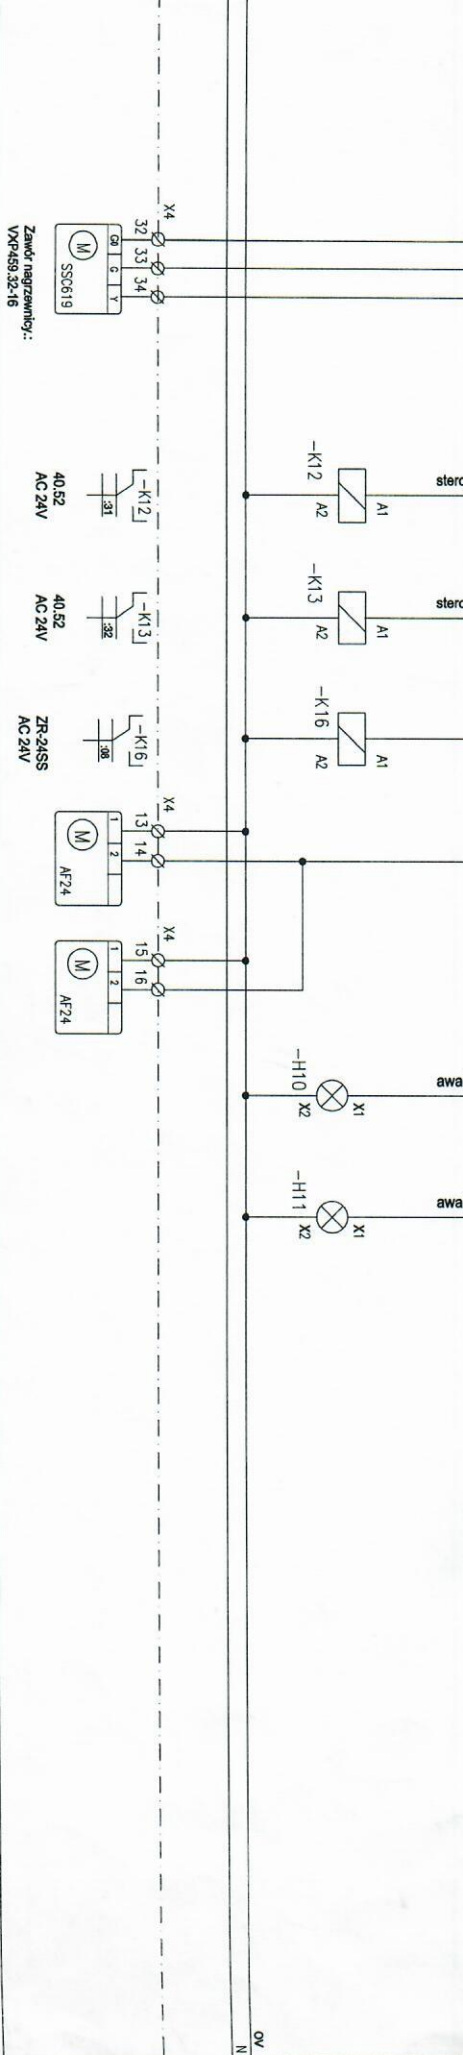 X4
32
33
34
G0
G
Y
M
SSC619
Zawór nagrzewnicy.:
VXP459.32-16
-K12
A1
A2
-K12
:31
40.52
AC 24V
-K13
A1
A2
-K13
:32
40.52
AC 24V
-K16
A1
A2
-K16
:08
ZR-24SS
AC 24V
X4
13
14
1
2
M
AF24
X4
15
16
1
2
M
AF24
-H10
X1
X2
awa
-H11
X1
X2
awa
0V
N